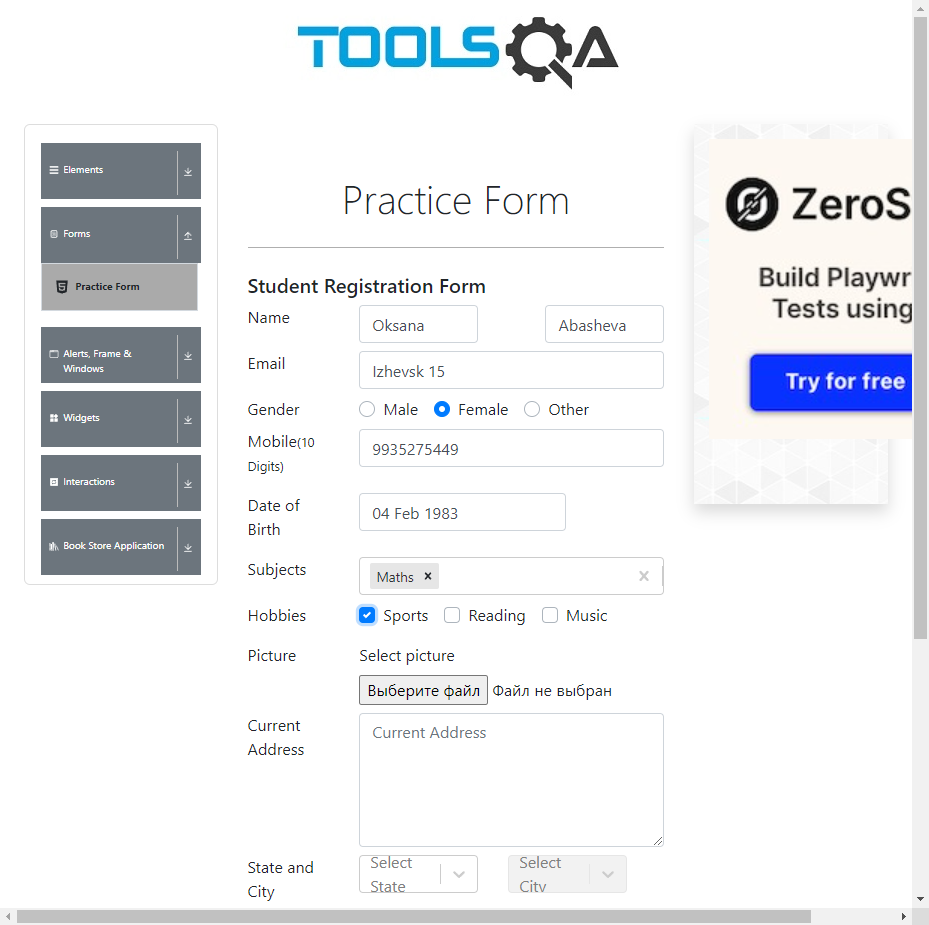 TOOLSQA
Elements
Forms
Practice Form
Alerts, Frame &
Windows
Widgets
Interactions
Book Store Application
Practice Form
Student Registration Form
Name
Oksana
Abasheva
Email
Izhevsk 15
Gender
Male
Female
Other
Mobile(10
Digits)
9935275449
Date of
Birth
04 Feb 1983
Subjects
Maths
Hobbies
Sports
Reading
Music
Picture
Select picture
Выберите файл
Файл не выбран
Current
Address
Current Address
State and
City
Select
State
Select
City
ZeroS
Build Playwr
Tests using
Try for free